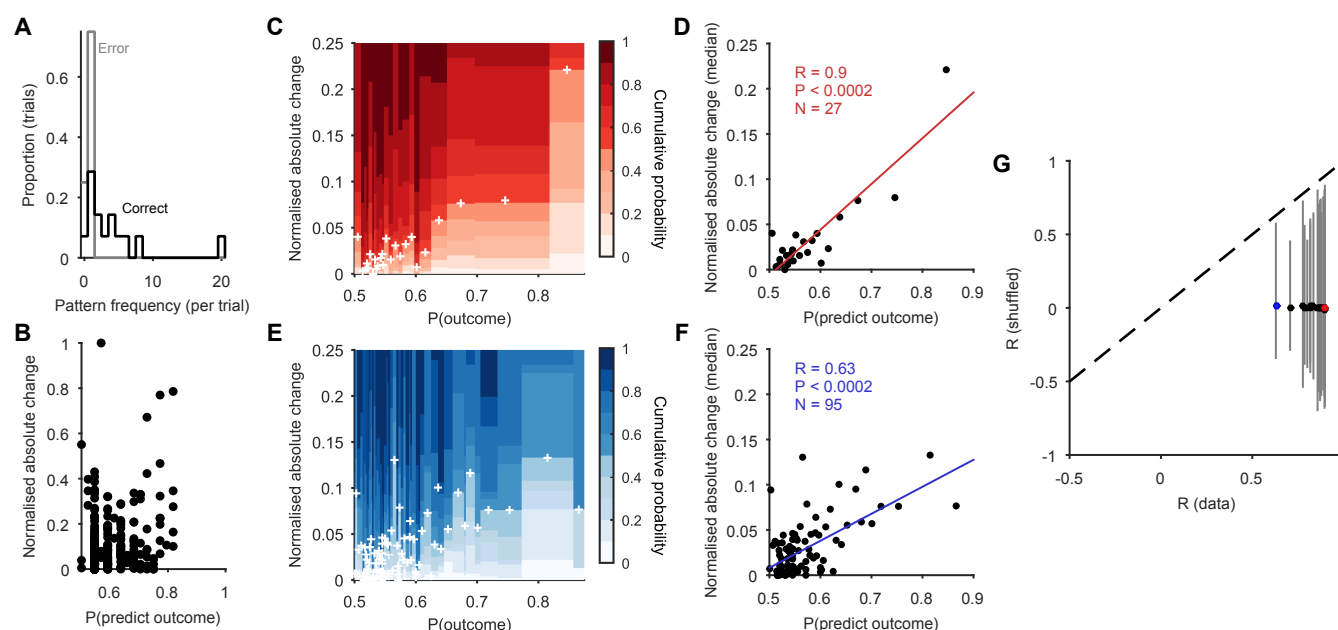 A
Error
Correct
0
0.2
0.4
0.6
0
10
20
Proportion (trials)
Pattern frequency (per trial)
B
0
0.2
0.4
0.6
0.8
1
0.6
0.8
1
Normalised absolute change
P(predict outcome)
C
0
0.05
0.1
0.15
0.2
0.25
0.5
0.6
0.7
0.8
Normalised absolute change
P(outcome)
0
0.2
0.4
0.6
0.8
1
Cumulative probability
D
R = 0.9
P < 0.0002
N = 27
0
0.05
0.1
0.15
0.2
0.25
0.5
0.6
0.7
0.8
0.9
Normalised absolute change (median)
P(predict outcome)
E
0
0.05
0.1
0.15
0.2
0.25
0.5
0.6
0.7
0.8
Normalised absolute change
P(outcome)
0
0.2
0.4
0.6
0.8
1
Cumulative probability
F
R = 0.63
P < 0.0002
N = 95
0
0.05
0.1
0.15
0.2
0.25
0.5
0.6
0.7
0.8
0.9
Normalised absolute change (median)
P(predict outcome)
G
1
0.5
0
-0.5
-1
-0.5
0
0.5
R (shuffled)
R (data)